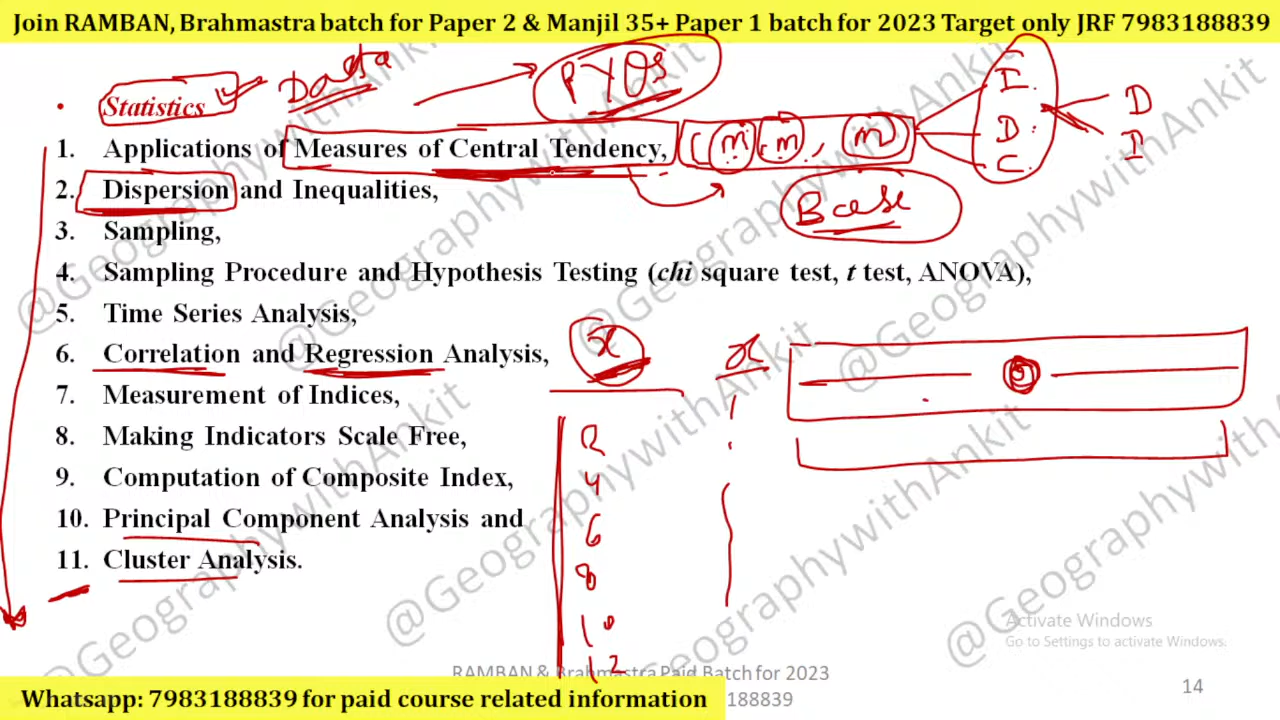 Join RAMBAN, Brahmastra batch for Paper 2 & Manjil 35+ Paper 1 batch for 2023 Target only JRF 7983188839
Data
PYQs
• Statistics
1. Applications of Measures of Central Tendency, (m, m, m)
I
D
C
D
I
2. Dispersion and Inequalities,
Base
3. Sampling,
4. Sampling Procedure and Hypothesis Testing (chi square test, t test, ANOVA),
5. Time Series Analysis,
6. Correlation and Regression Analysis,
x
x
7. Measurement of Indices,
8. Making Indicators Scale Free,
9. Computation of Composite Index,
10. Principal Component Analysis and
11. Cluster Analysis.
2
4
6
8
10
12
@GeographywithAnkit
Activate Windows
Go to Settings to activate Windows.
RAMBAN & Brahmastra Paid Batch for 2023
188839
14
Whatsapp: 7983188839 for paid course related information